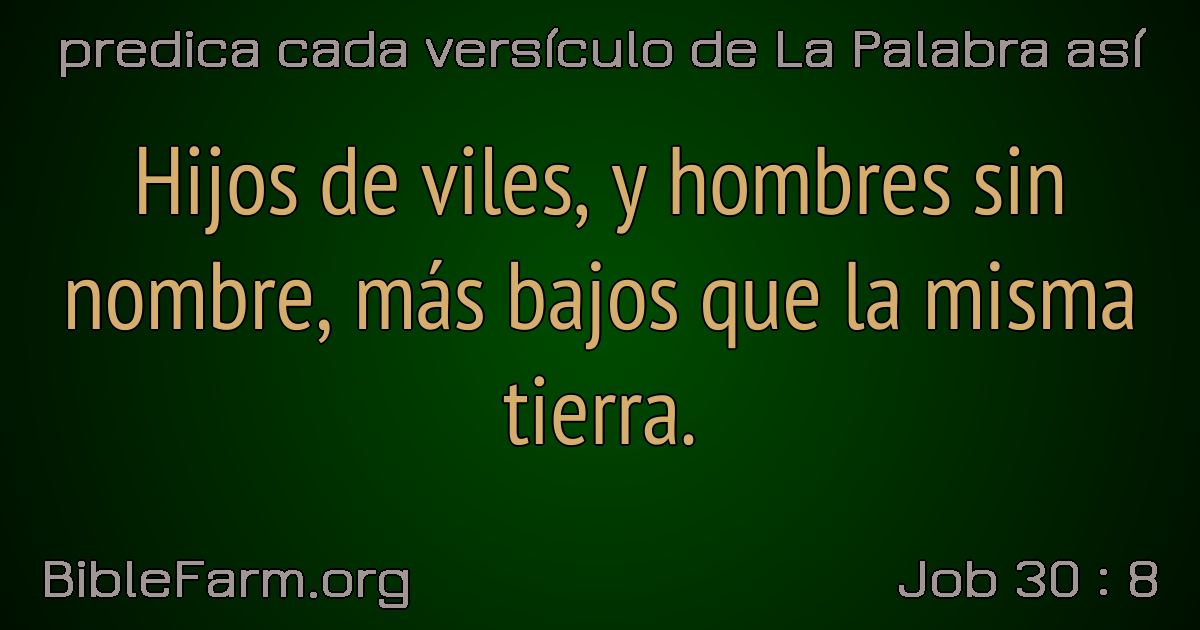 predica cada versículo de La Palabra así
Hijos de viles, y hombres sin
nombre, más bajos que la misma
tierra.
BibleFarm.org
Job 30 : 8